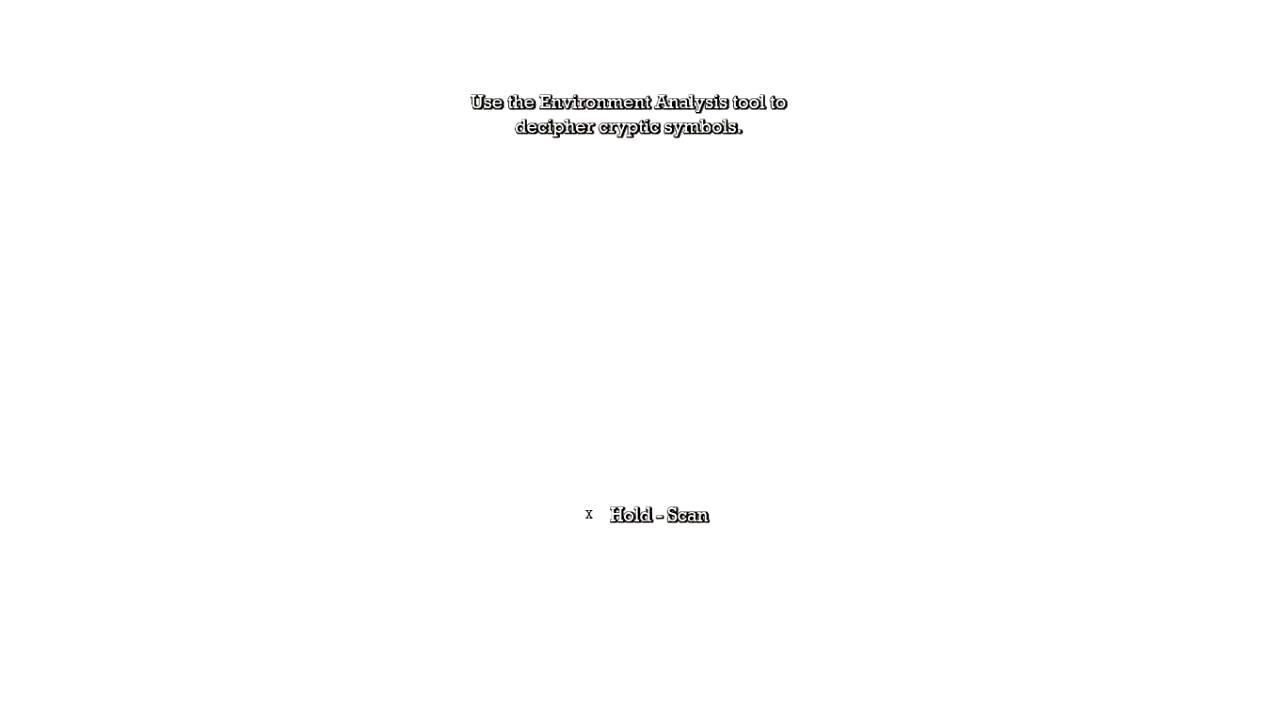 Use the Environment Analysis tool to
decipher cryptic symbols.
X Hold - Scan